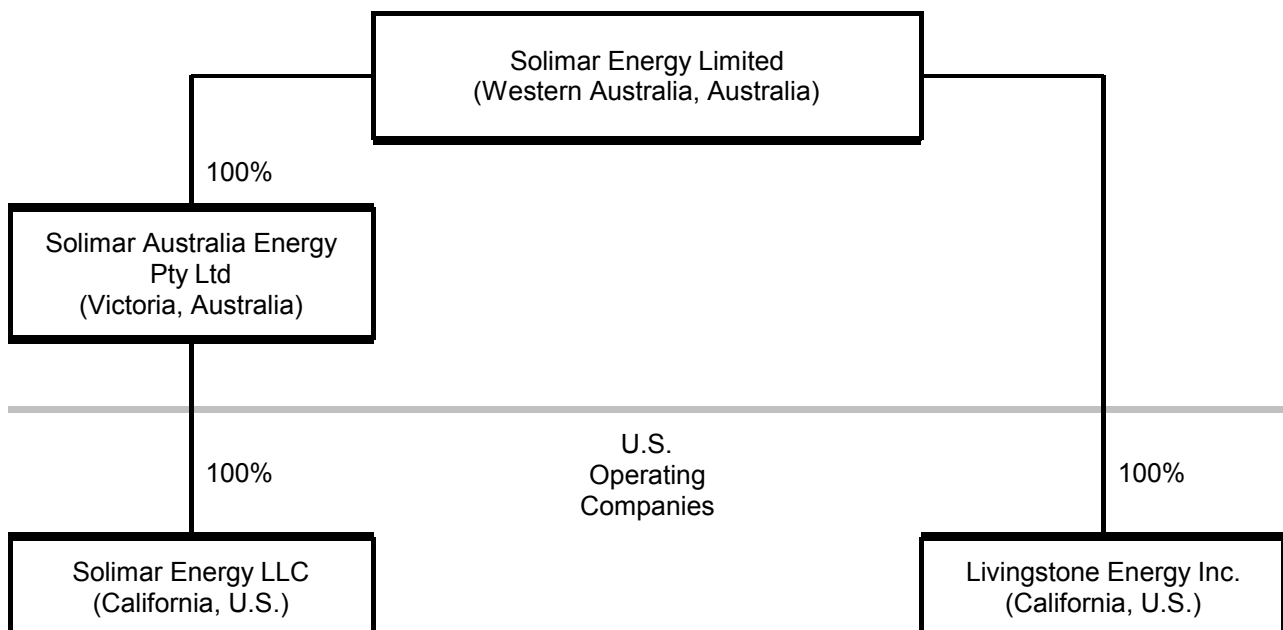 Solimar Energy Limited
(Western Australia, Australia)
100%
Solimar Australia Energy
Pty Ltd
(Victoria, Australia)
U.S.
Operating
Companies
100%
100%
Solimar Energy LLC
(California, U.S.)
Livingstone Energy Inc.
(California, U.S.)